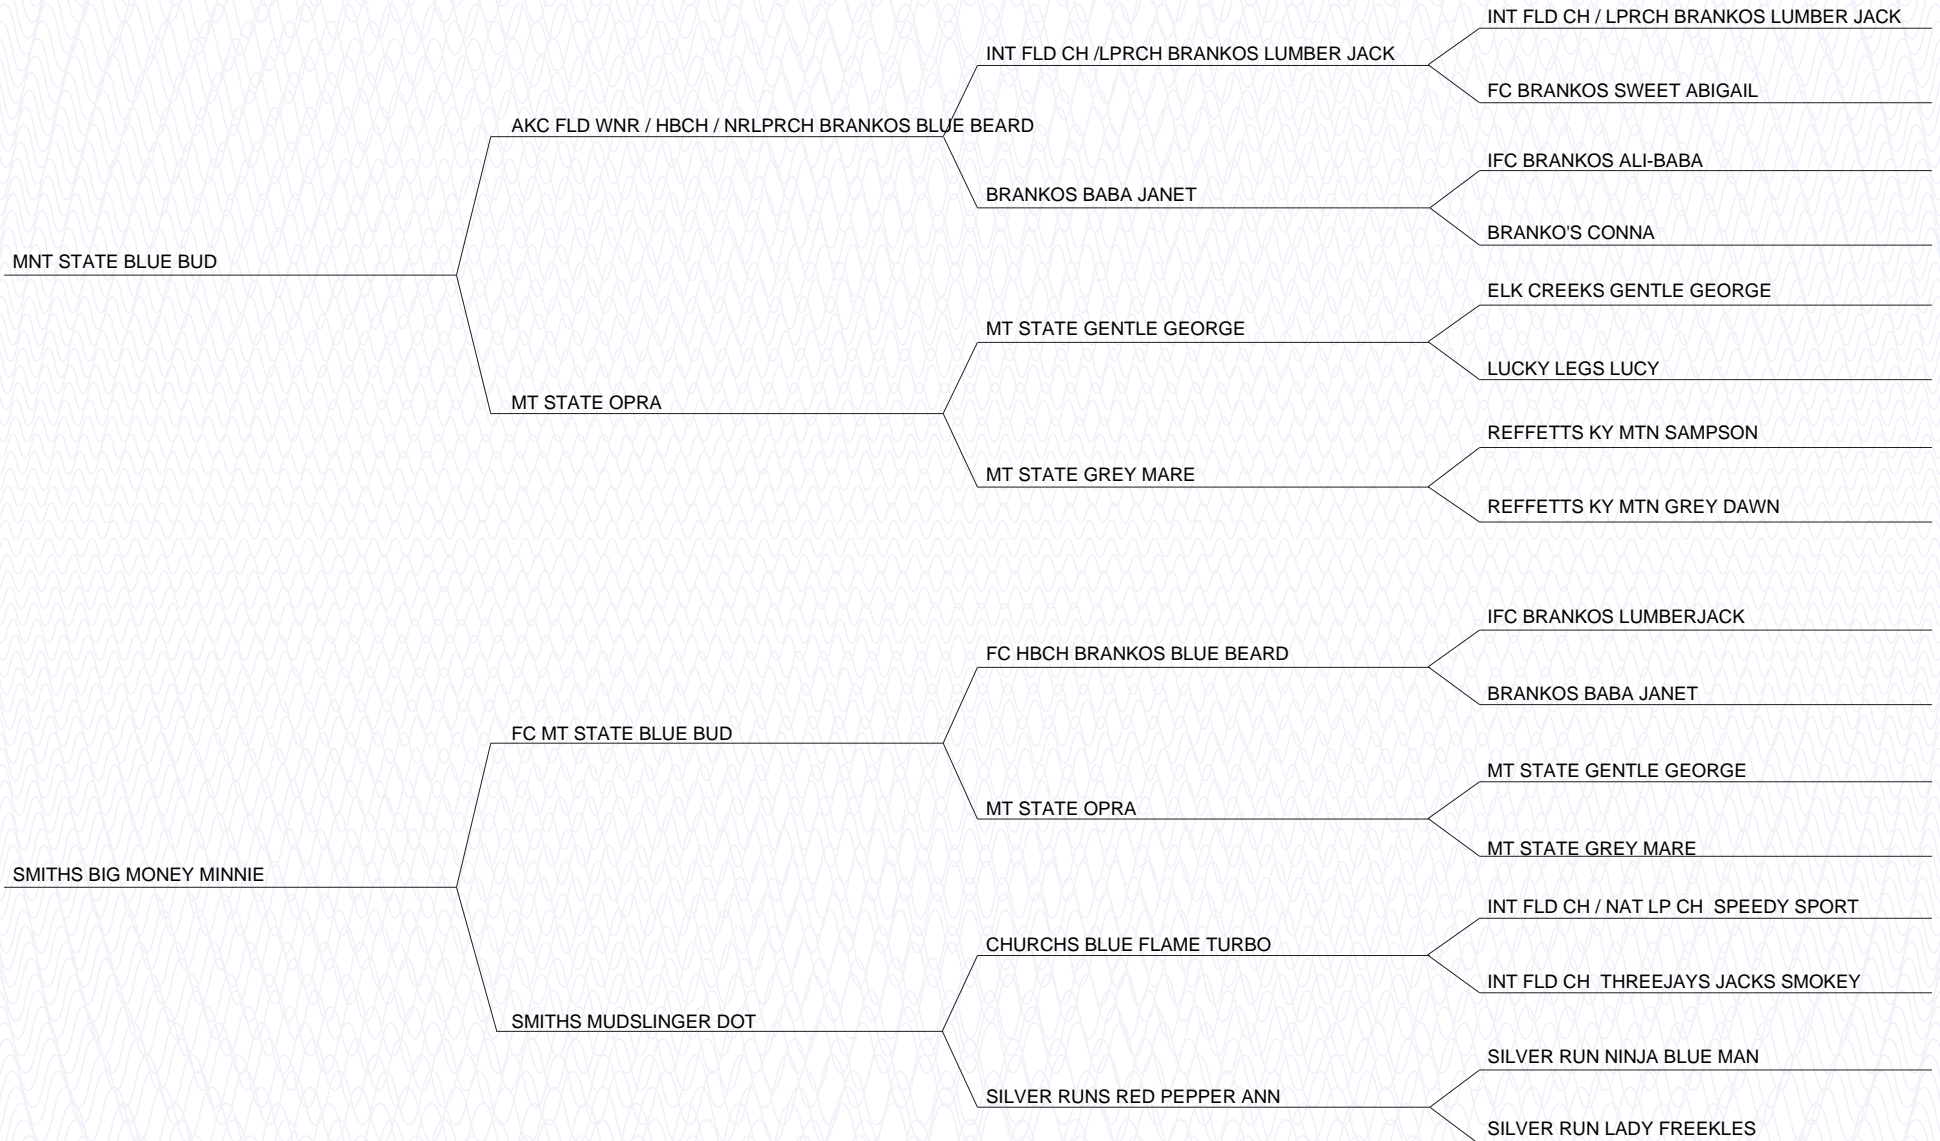 INT FLD CH / LPRCH BRANKOS LUMBER JACK
INT FLD CH /LPRCH BRANKOS LUMBER JACK
FC BRANKOS SWEET ABIGAIL
AKC FLD WNR / HBCH / NRLPRCH BRANKOS BLUE BEARD
IFC BRANKOS ALI-BABA
BRANKOS BABA JANET
BRANKO'S CONNA
MNT STATE BLUE BUD
ELK CREEKS GENTLE GEORGE
MT STATE GENTLE GEORGE
LUCKY LEGS LUCY
MT STATE OPRA
REFFETTS KY MTN SAMPSON
MT STATE GREY MARE
REFFETTS KY MTN GREY DAWN
IFC BRANKOS LUMBERJACK
FC HBCH BRANKOS BLUE BEARD
BRANKOS BABA JANET
FC MT STATE BLUE BUD
MT STATE GENTLE GEORGE
MT STATE OPRA
MT STATE GREY MARE
SMITHS BIG MONEY MINNIE
INT FLD CH / NAT LP CH  SPEEDY SPORT
CHURCHS BLUE FLAME TURBO
INT FLD CH  THREEJAYS JACKS SMOKEY
SMITHS MUDSLINGER DOT
SILVER RUN NINJA BLUE MAN
SILVER RUNS RED PEPPER ANN
SILVER RUN LADY FREEKLES